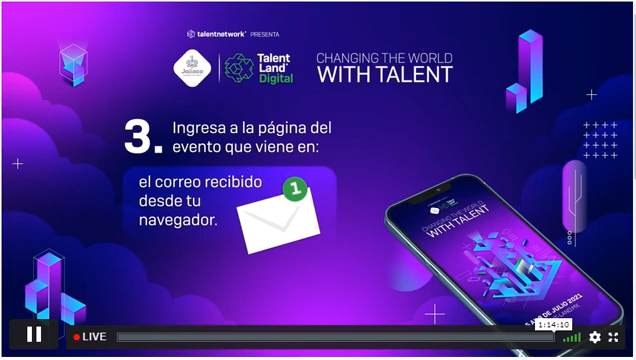 talentnetwork PRESENTA
Jalisco
Talent
Land
Digital
CHANGING THE WORLD
WITH TALENT
3. Ingresa a la página del
evento que viene en:
el correo recibido
desde tu
navegador.
1
CHANGING THE WORLD
WITH TALENT
DE JULIO 2021
1:14:10
LIVE